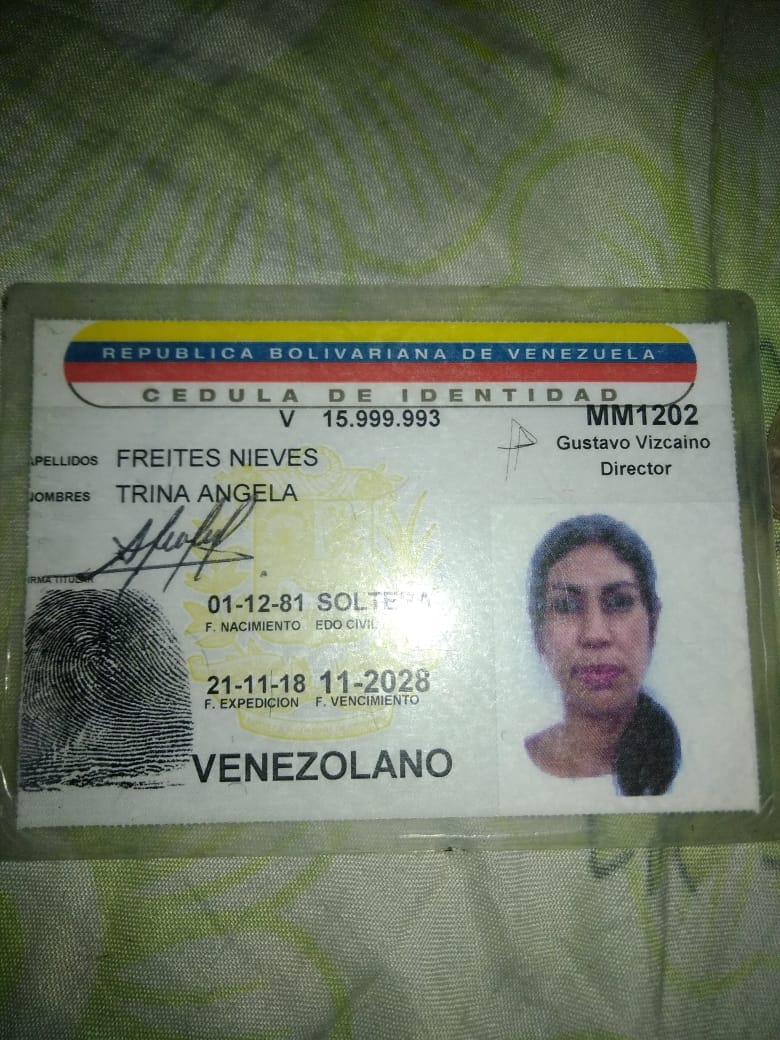 REPUBLICA BOLIVARIANA DE VENEZUELA
CEDULA DE IDENTIDAD
V 15.999.993
MM1202
Gustavo Vizcaino
Director
APELLIDOS FREITES NIEVES
NOMBRES TRINA ANGELA
FIRMA TITULAR
01-12-81 SOLTERA
F. NACIMIENTO EDO CIVIL
21-11-18 11-2028
F. EXPEDICION F. VENCIMIENTO
VENEZOLANO